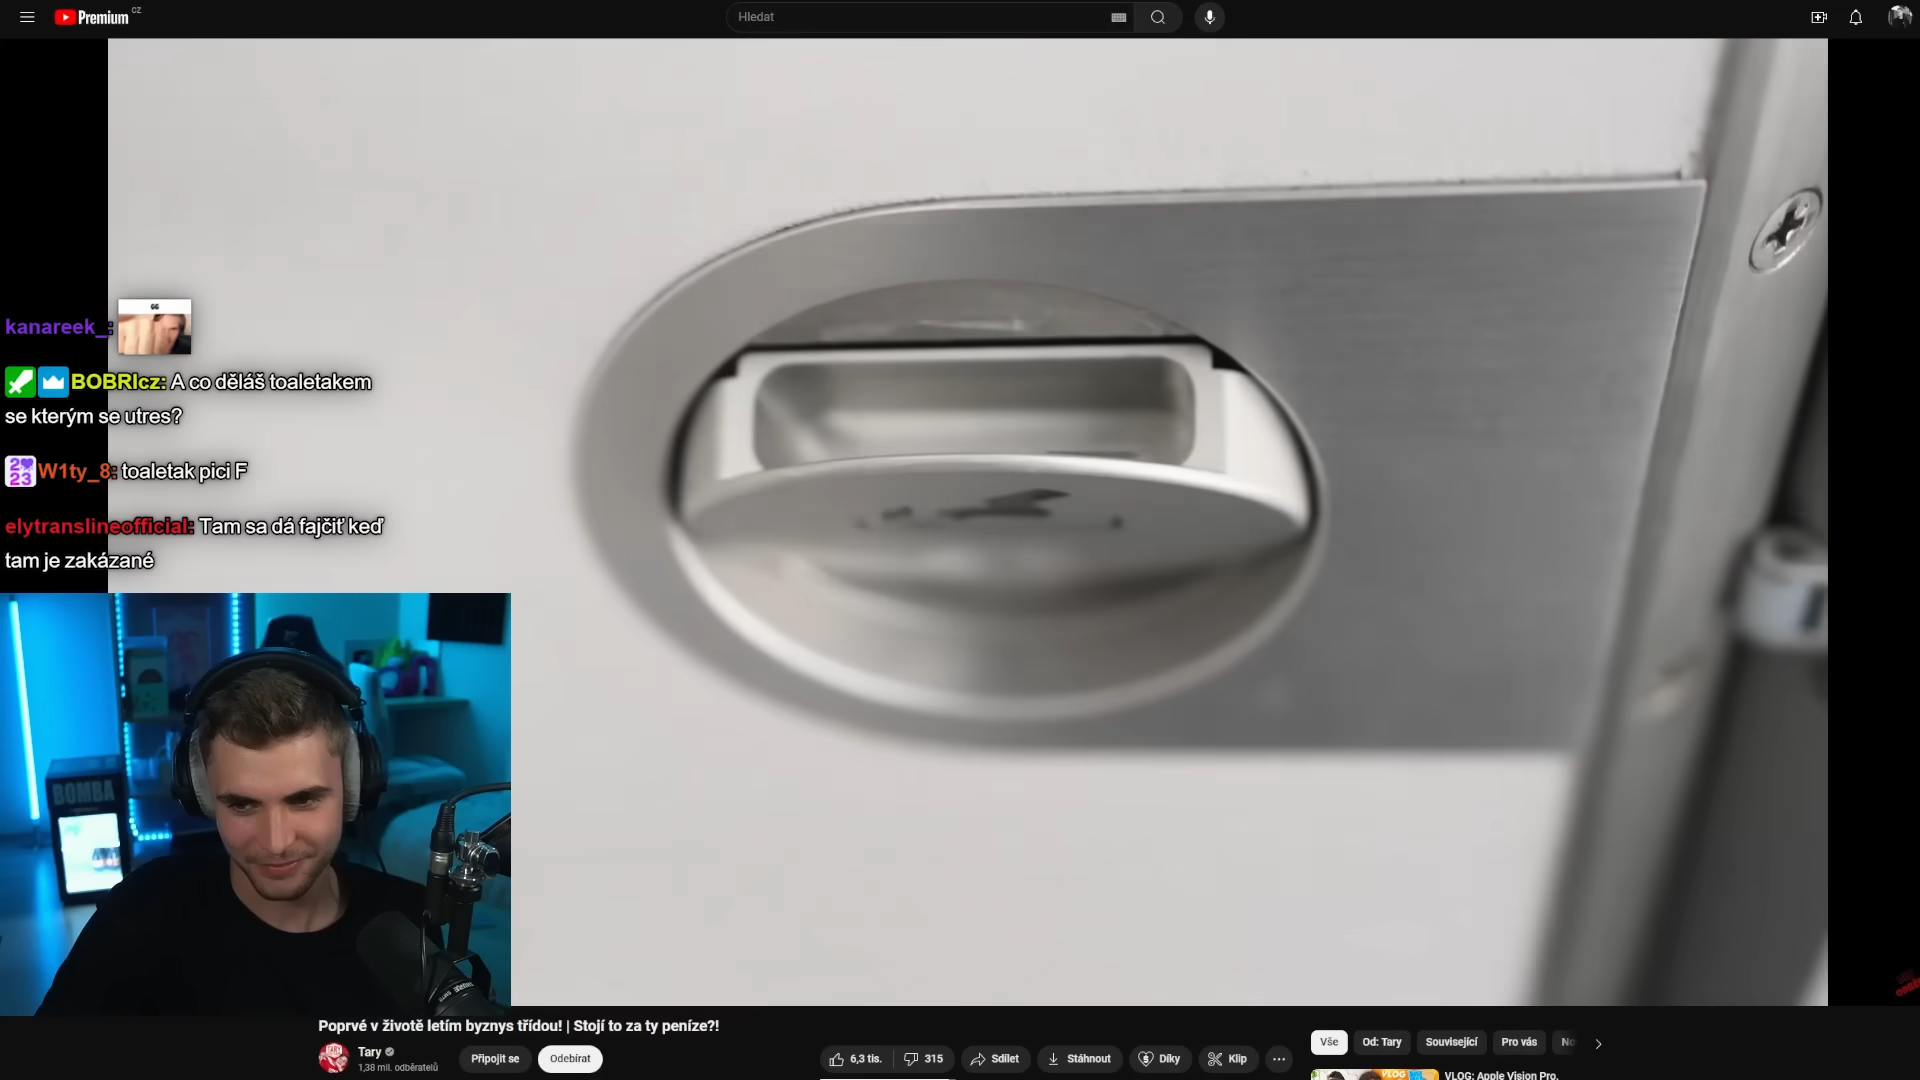 Premium CZ
Hledat
kanareek_:
GG
BOBRIcz: A co děláš toaletakem
se kterým se utres?
W1ty_8: toaletak pici F
elytranslineofficial: Tam sa dá fajčiť keď
tam je zakázané
BOMBA
Poprvé v životě letím byznys třídou! | Stojí to za ty peníze?!
Tary
1,38 mil. odběratelů
Připojit se
Odebírat
6,3 tis.
315
Sdílet
Stáhnout
Díky
Klip
Vše
Od: Tary
Související
Pro vás
No
VLOG
VLOG: Apple Vision Pro,